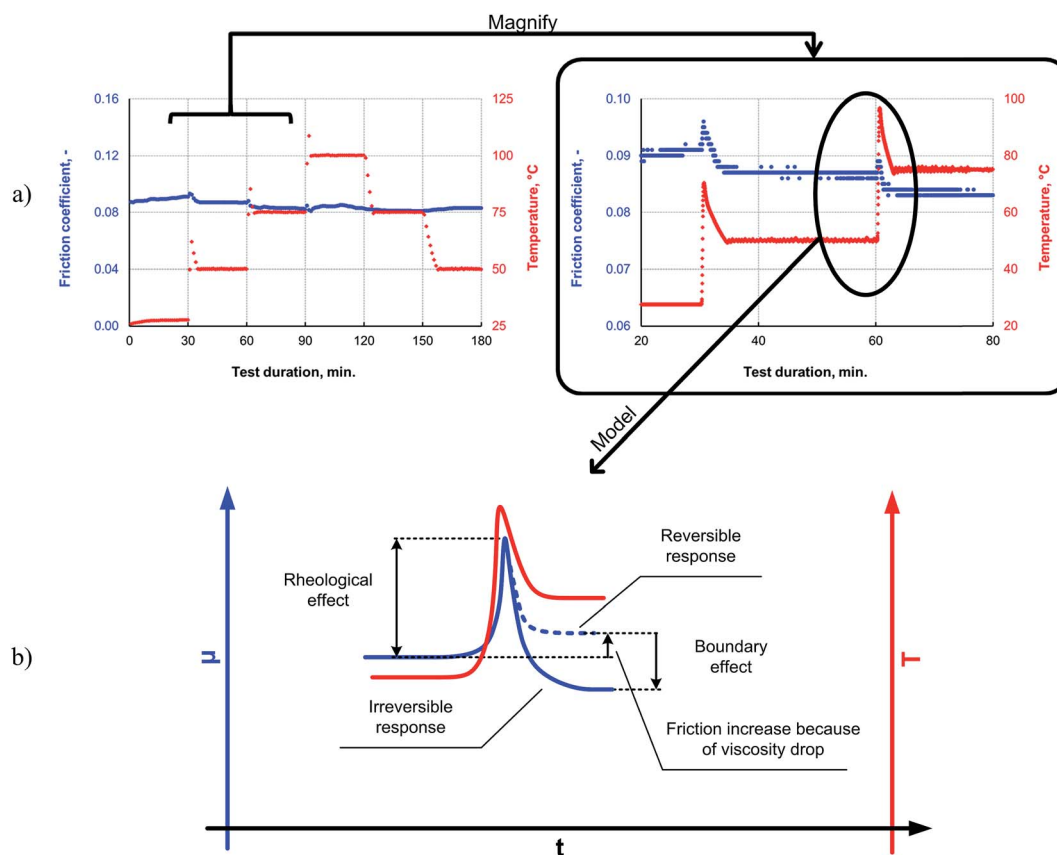 Magnify
a)
Friction coefficient, -
0.16
0.12
0.08
0.04
0.00
125
100
75
50
25
Temperature, °C
0 30 60 90 120 150 180
Test duration, min.
Friction coefficient, -
0.10
0.09
0.08
0.07
0.06
100
80
60
40
20
Temperature, °C
20 40 60 80
Test duration, min.
Model
b)
µ
Rheological
effect
Irreversible
response
Reversible
response
Boundary
effect
Friction increase because
of viscosity drop
T
t